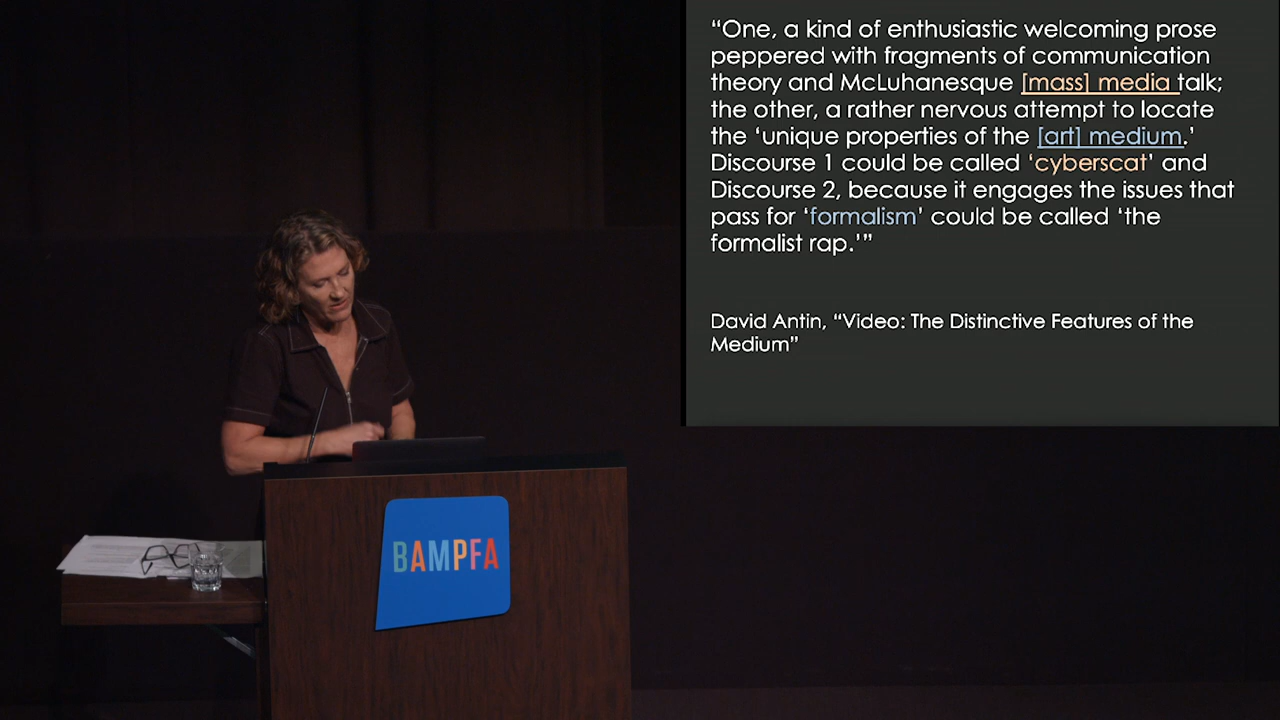 “One, a kind of enthusiastic welcoming prose
peppered with fragments of communication
theory and McLuhanesque [mass] media talk;
the other, a rather nervous attempt to locate
the ‘unique properties of the [art] medium.’
Discourse 1 could be called ‘cyberscat’ and
Discourse 2, because it engages the issues that
pass for ‘formalism’ could be called ‘the
formalist rap.’”
David Antin, “Video: The Distinctive Features of the
Medium”
BAMPFA